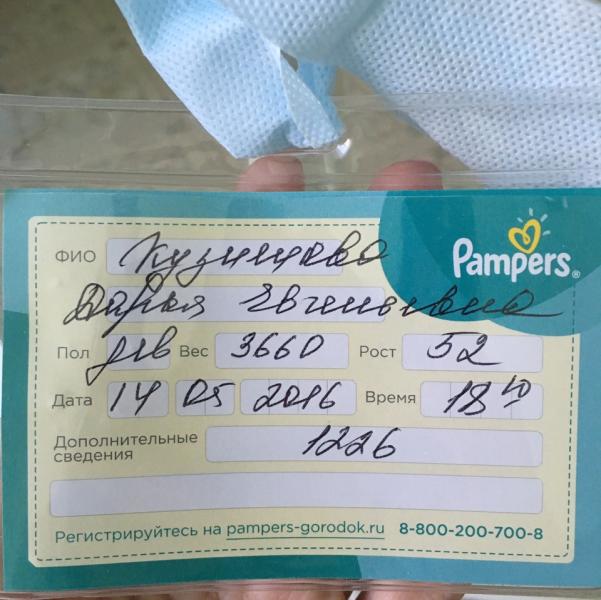 Pampers
ФИО Кузнецова
Дарья Евгеньевна
Пол дев Вес 3660 Рост 52
Дата 14 05 2016 Время 18 40
Дополнительные сведения 1226
Регистрируйтесь на pampers-gorodok.ru 8-800-200-700-8